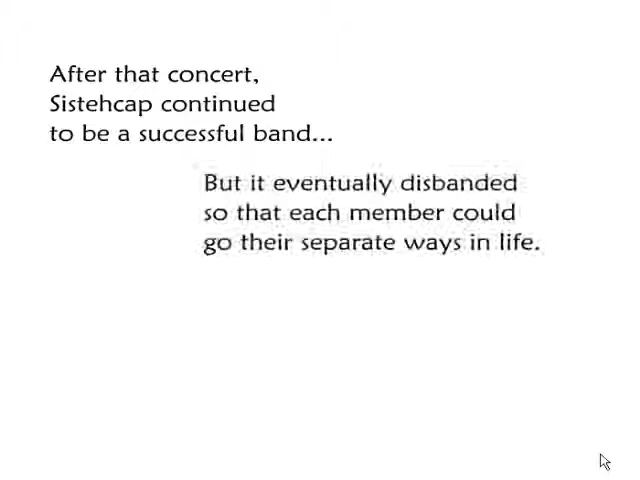 After that concert,
Sistehcap continued
to be a successful band...
But it eventually disbanded
so that each member could
go their separate ways in life.